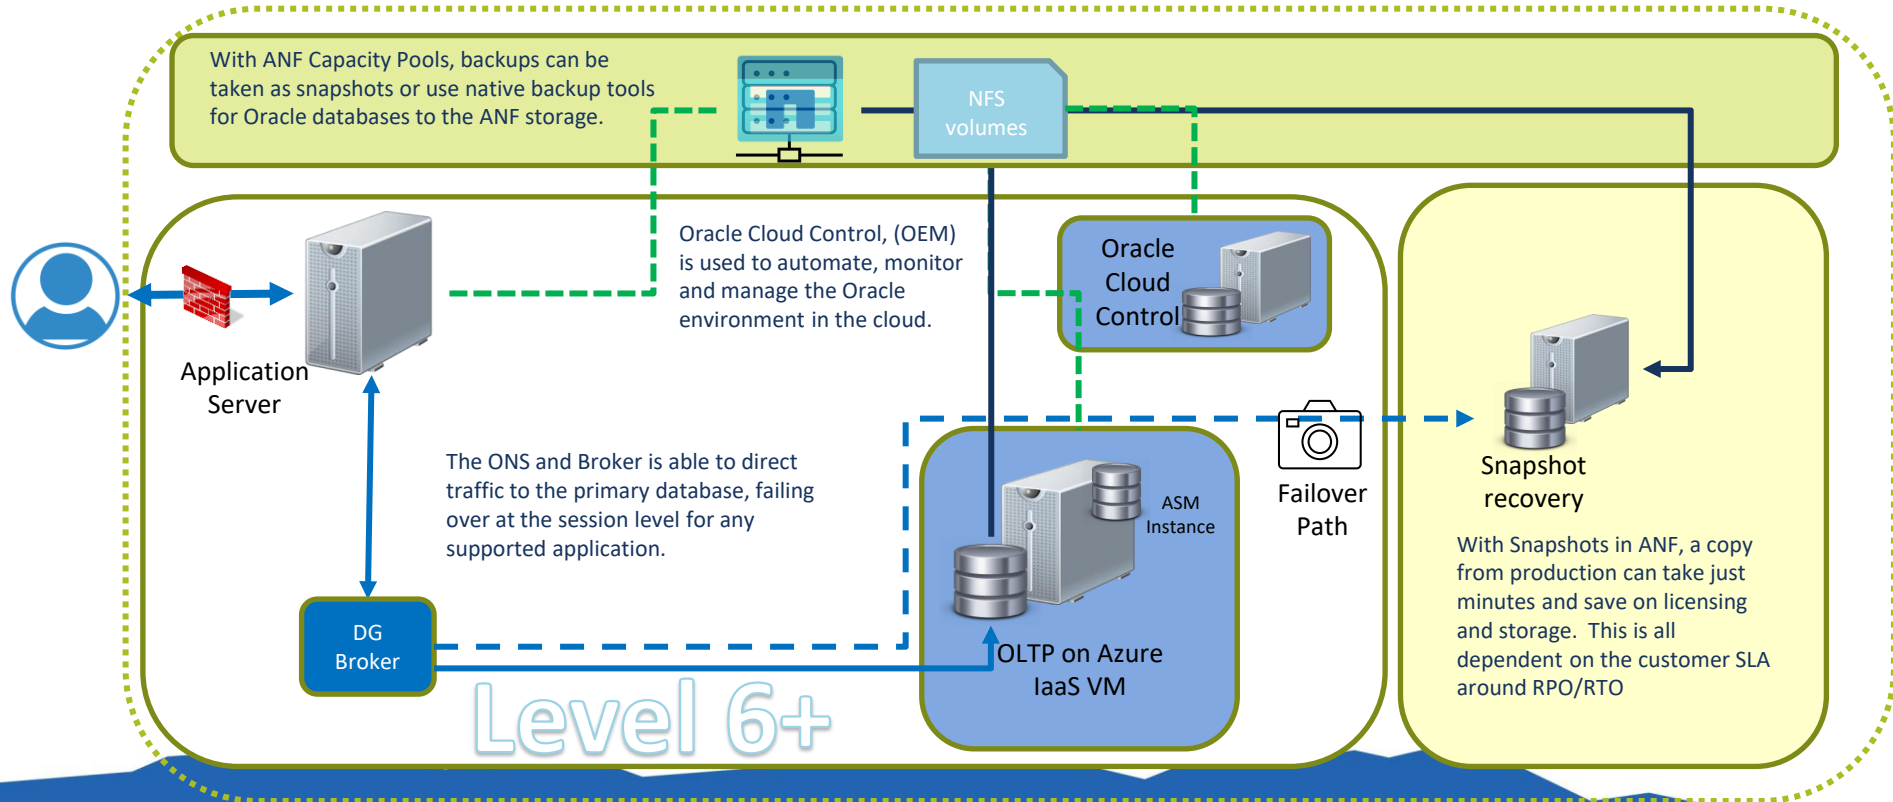 With ANF Capacity Pools, backups can be
taken as snapshots or use native backup tools
for Oracle databases to the ANF storage.
NFS
volumes
Oracle Cloud Control, (OEM)
is used to automate, monitor
and manage the Oracle
environment in the cloud.
Oracle
Cloud
Control
Application
Server
The ONS and Broker is able to direct
traffic to the primary database, failing
over at the session level for any
supported application.
ASM
Instance
Failover
Path
Snapshot
recovery
With Snapshots in ANF, a copy
from production can take just
minutes and save on licensing
and storage.  This is all
dependent on the customer SLA
around RPO/RTO
DG
Broker
OLTP on Azure
IaaS VM
Level 6+